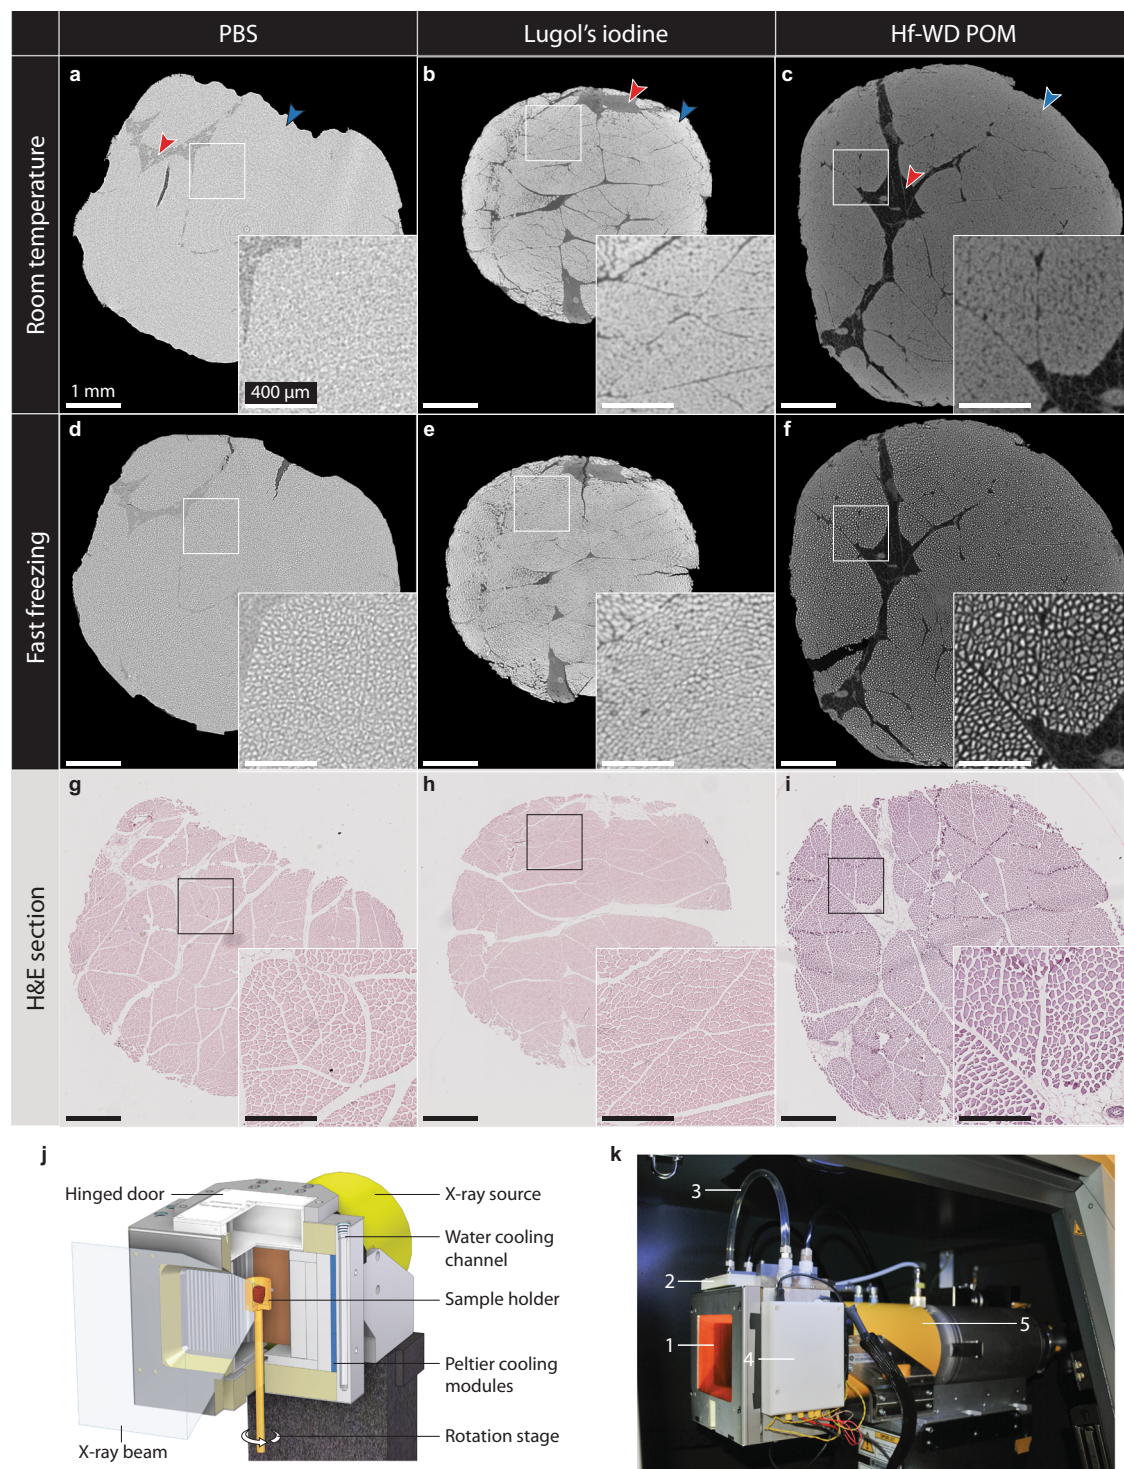 PBS
Lugol's iodine
Hf-WD POM
Room temperature
a
b
c
1 mm
400 µm
Fast freezing
d
e
f
H&E section
g
h
i
j
Hinged door
X-ray source
Water cooling
channel
Sample holder
Peltier cooling
modules
Rotation stage
X-ray beam
k
3
2
1
4
5